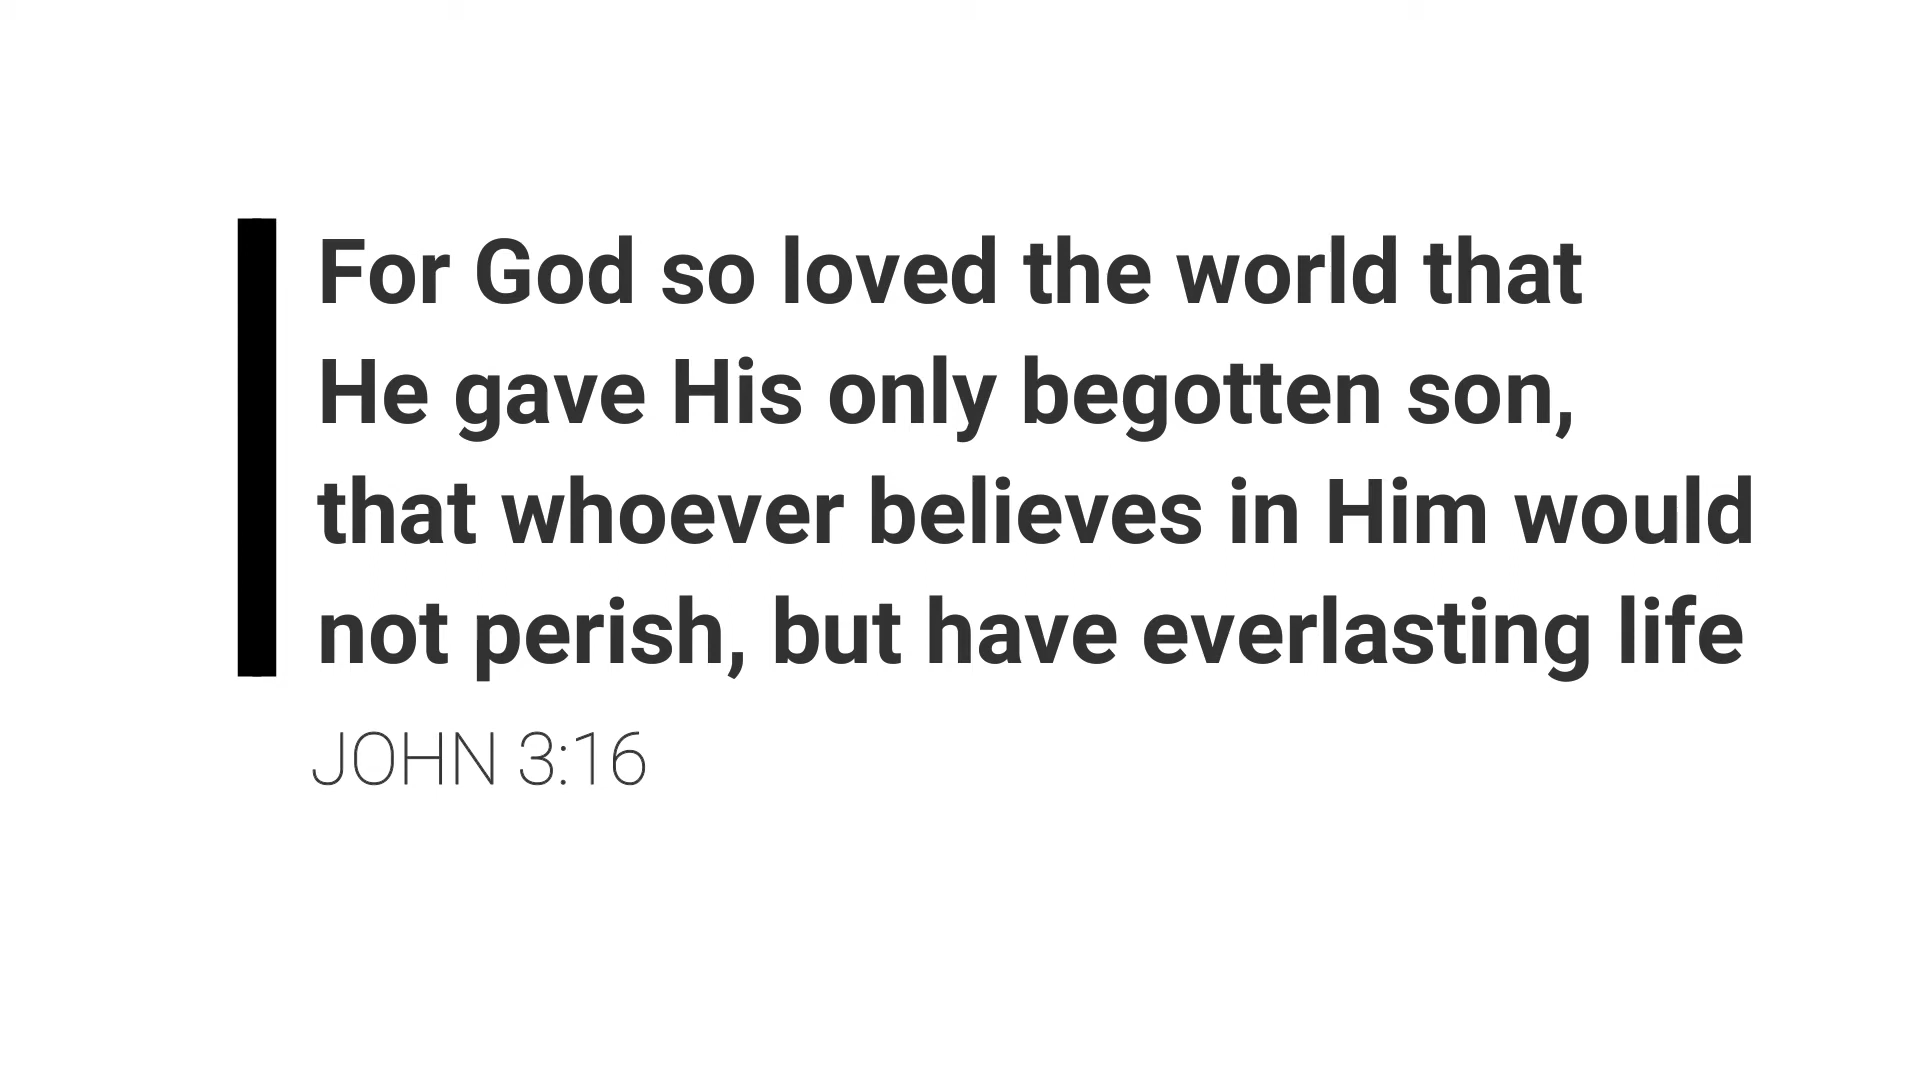 For God so loved the world that
He gave His only begotten son,
that whoever believes in Him would
not perish, but have everlasting life
JOHN 3:16